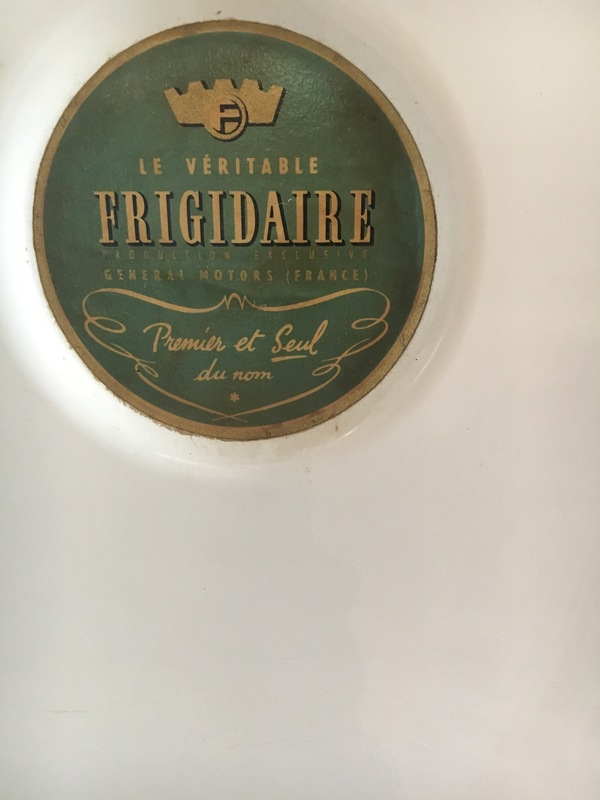 F
LE VÉRITABLE
FRIGIDAIRE
PRODUCTION EXCLUSIVE
GENERAL MOTORS (FRANCE)
Premier et Seul
du nom
*